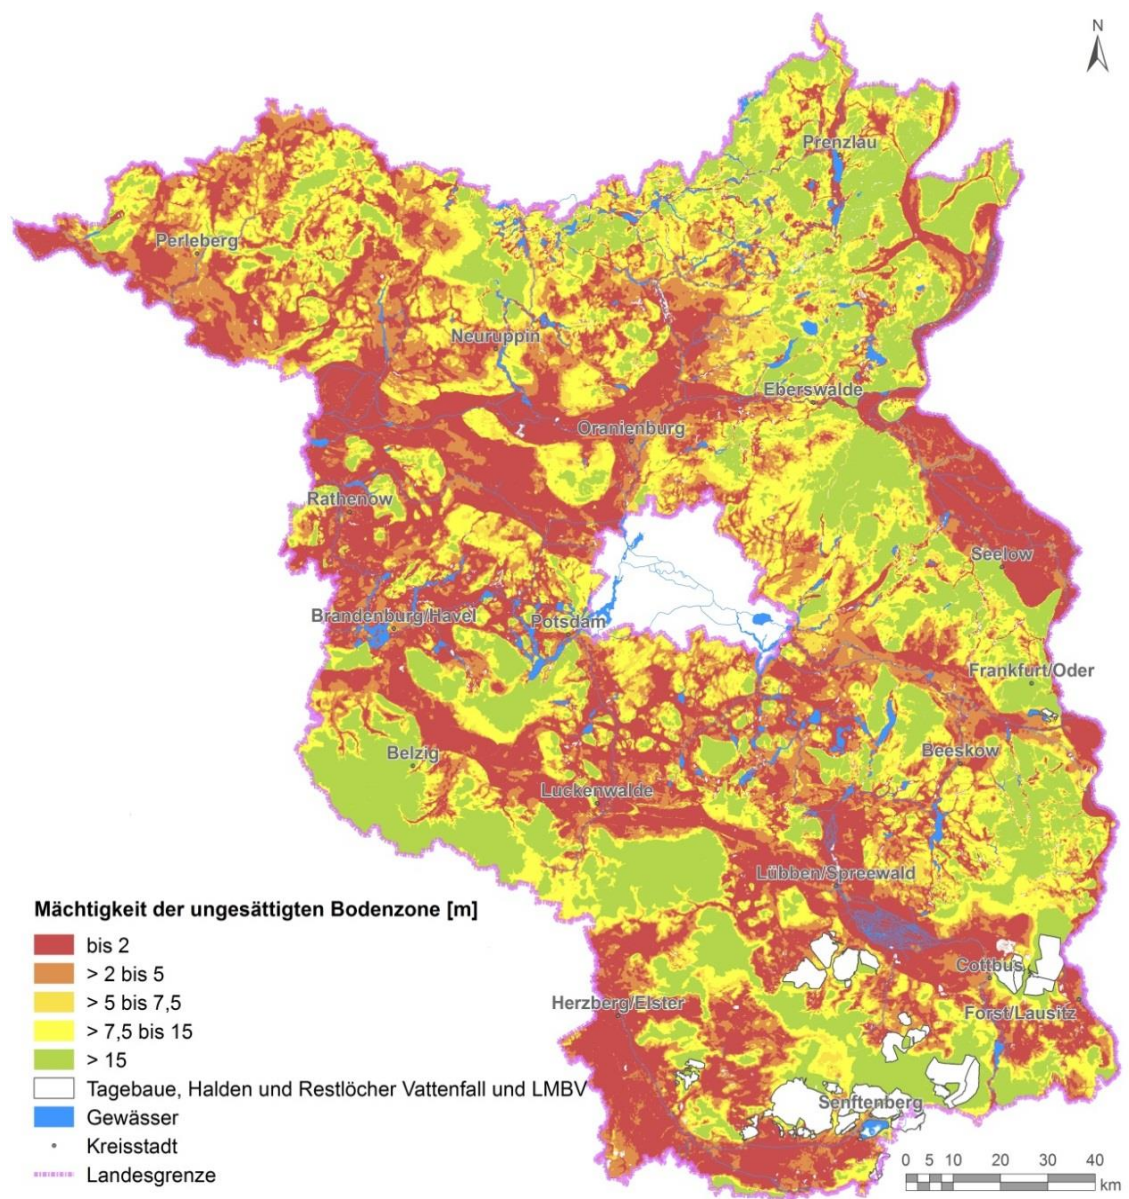 N
Prenzlau
Perleberg
Neuruppin
Eberswalde
Oranienburg
Rathenow
Seelow
Brandenburg/Havel
Potsdam
Frankfurt/Oder
Belzig
Beeskow
Luckenwalde
Lübben/Spreewald
Cottbus
Herzberg/Elster
Forst/Lausitz
Senftenberg
Mächtigkeit der ungesättigten Bodenzone [m]
bis 2
> 2 bis 5
> 5 bis 7,5
> 7,5 bis 15
> 15
Tagebaue, Halden und Restlöcher Vattenfall und LMBV
Gewässer
Kreisstadt
Landesgrenze
0 5 10 20 30 40
km